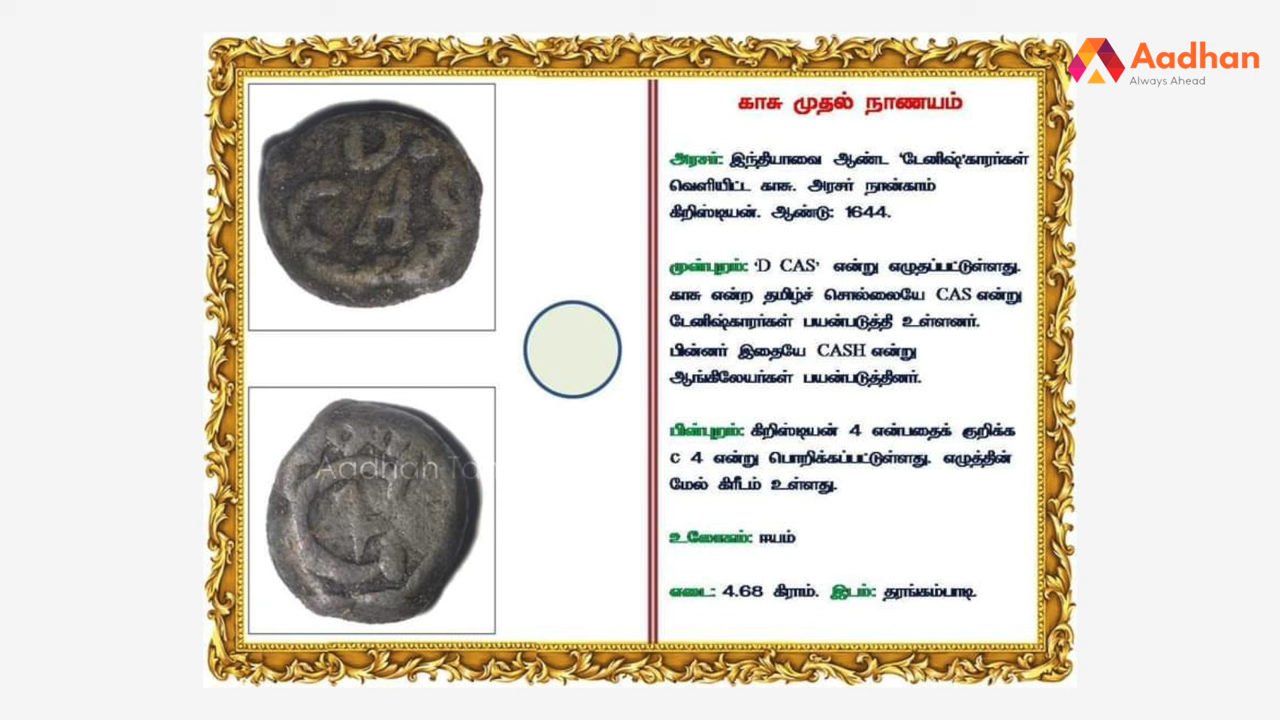 Aadhan
Always Ahead
காசு முதல் நாணயம்
அரசர்: இந்தியாவை ஆண்ட 'டேனிஷ்'காரர்கள்
வெளியிட்ட காசு. அரசர் நான்காம்
கிறிஸ்டியன். ஆண்டு: 1644.
முன்புறம்: 'D CAS' என்று எழுதப்பட்டுள்ளது.
காசு என்ற தமிழ்ச் சொல்லையே CAS என்று
டேனிஷ்காரர்கள் பயன்படுத்தி உள்ளனர்.
பின்னர் இதையே CASH என்று
ஆங்கிலேயர்கள் பயன்படுத்தினர்.
பின்புறம்: கிறிஸ்டியன் 4 என்பதைக் குறிக்க
C 4 என்று பொறிக்கப்பட்டுள்ளது. எழுத்தின்
மேல் கிரீடம் உள்ளது.
உலோகம்: ஈயம்
எடை: 4.68 கிராம். இடம்: தரங்கம்பாடி.
D.
CAS
Aadhan